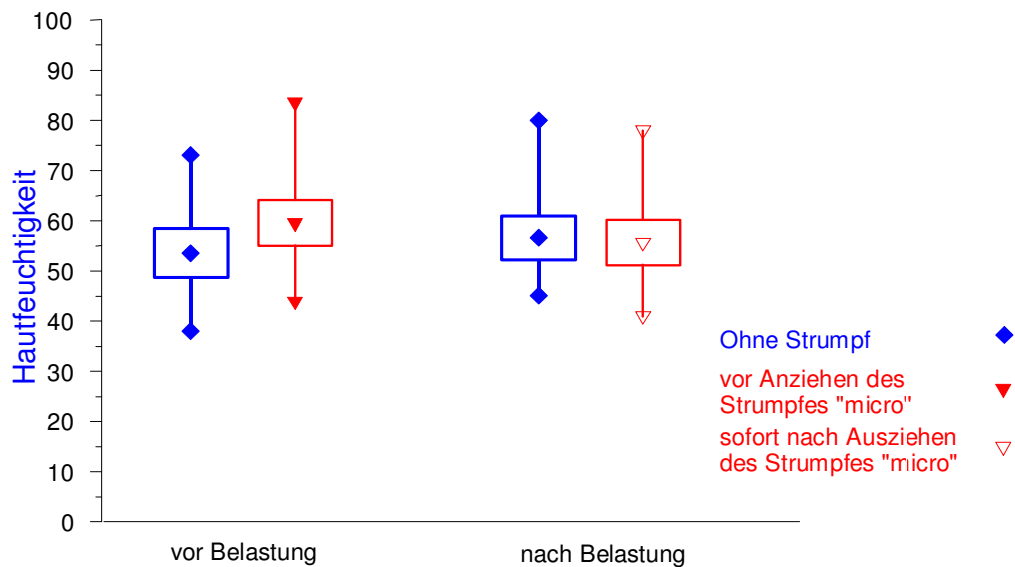 100
90
80
70
60
50
40
30
20
10
0
Hautfeuchtigkeit
vor Belastung
nach Belastung
Ohne Strumpf
vor Anziehen des
Strumpfes "micro"
sofort nach Ausziehen
des Strumpfes "micro"